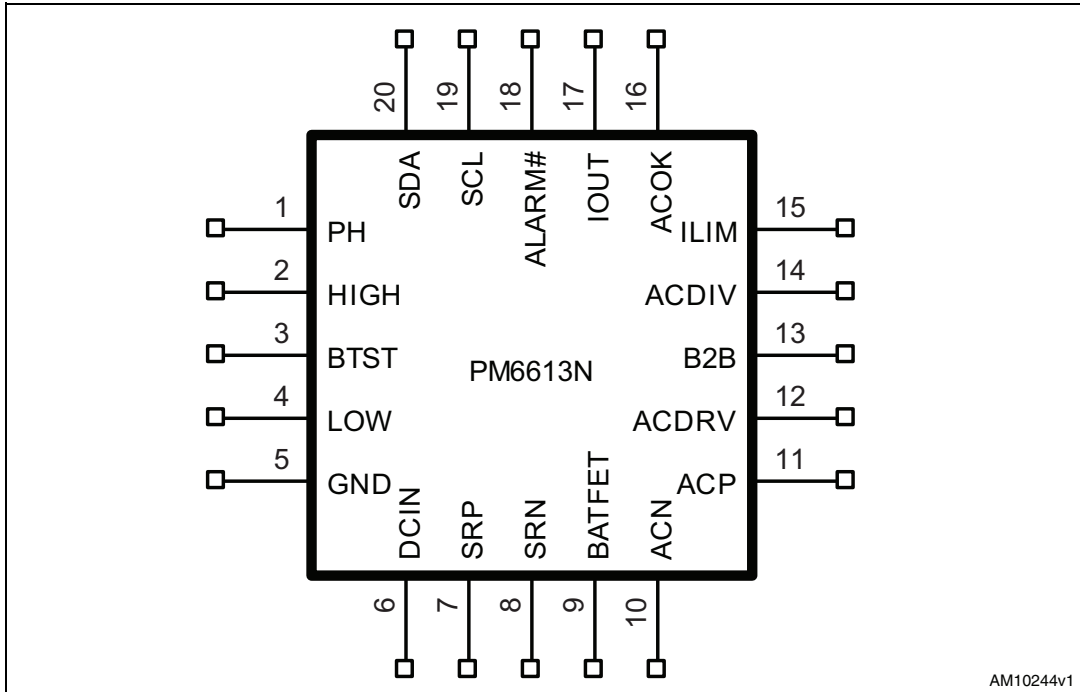 20
19
18
17
16
SDA
SCL
ALARM#
IOUT
ACOK
1
PH
2
HIGH
3
BTST
4
LOW
5
GND
PM6613N
15
ILIM
14
ACDIV
13
B2B
12
ACDRV
11
ACP
DCIN
SRP
SRN
BATFET
ACN
6
7
8
9
10
AM10244v1